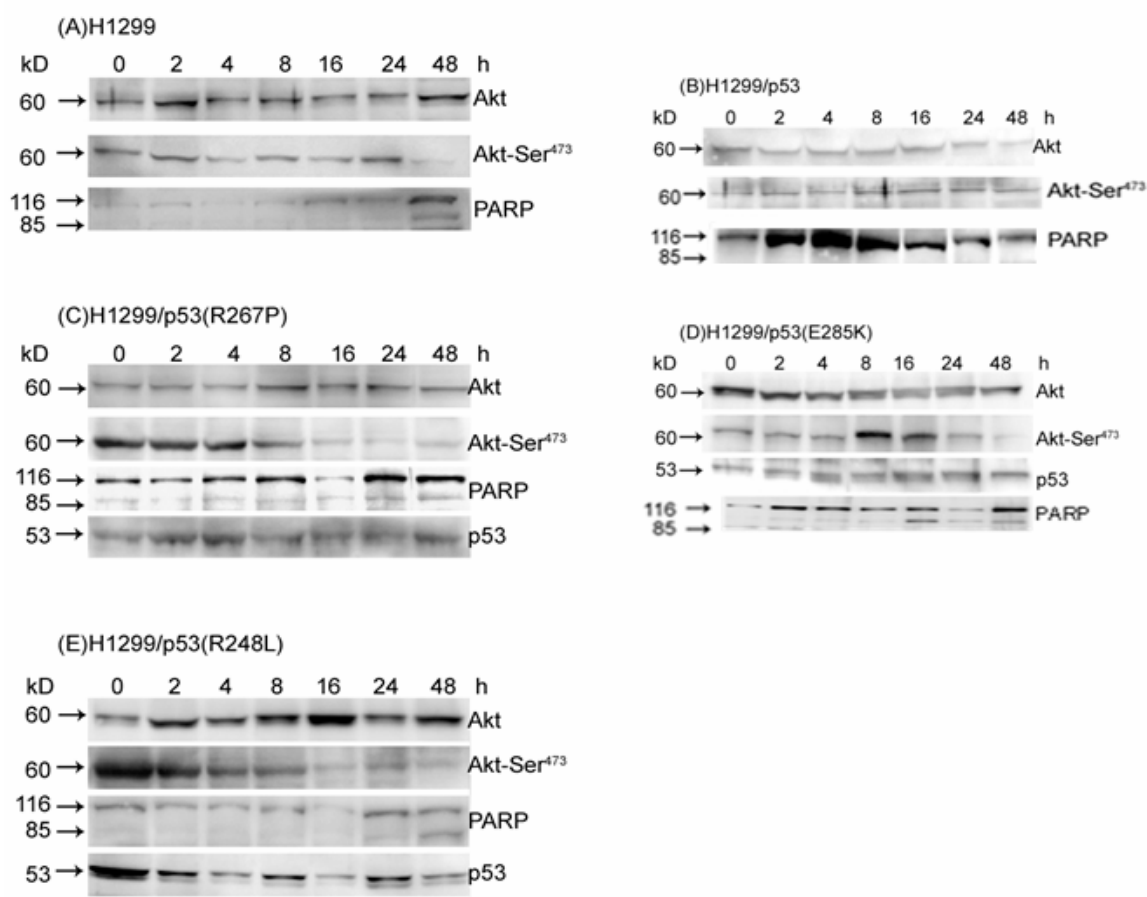 (A)H1299
kD 0 2 4 8 16 24 48 h
60 → Akt
60 → Akt-Ser⁴⁷³
116 → PARP
85 →
(B)H1299/p53
kD 0 2 4 8 16 24 48 h
60 → Akt
60 → Akt-Ser⁴⁷³
116 → PARP
85 →
(C)H1299/p53(R267P)
kD 0 2 4 8 16 24 48 h
60 → Akt
60 → Akt-Ser⁴⁷³
116 → PARP
85 →
53 → p53
(D)H1299/p53(E285K)
kD 0 2 4 8 16 24 48 h
60 → Akt
60 → Akt-Ser⁴⁷³
53 → p53
116 → PARP
85 →
(E)H1299/p53(R248L)
kD 0 2 4 8 16 24 48 h
60 → Akt
60 → Akt-Ser⁴⁷³
116 → PARP
85 →
53 → p53